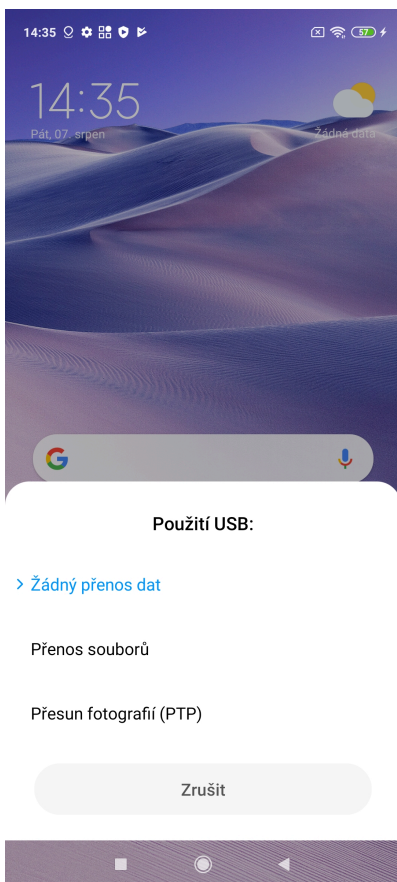 14:35
57
14:35
Pát, 07. srpen
Žádná data
Použití USB:
Žádný přenos dat
Přenos souborů
Přesun fotografií (PTP)
Zrušit